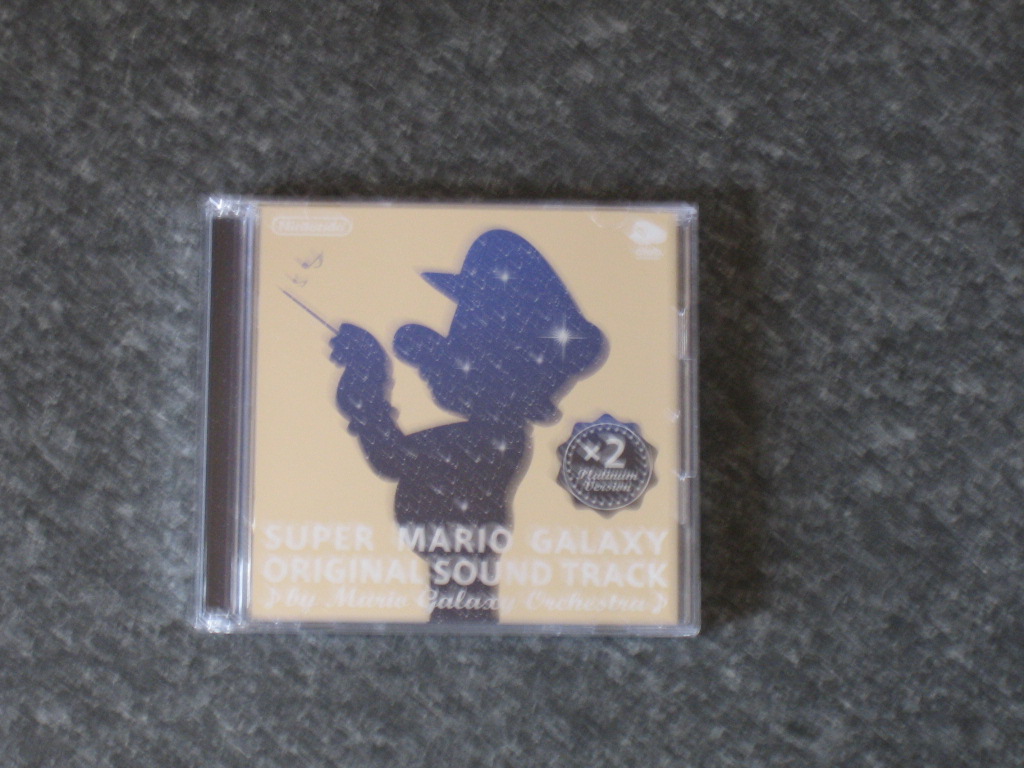 Nintendo
×2
Platinum
Version
SUPER MARIO GALAXY
ORIGINAL SOUND TRACK
♪ by Mario Galaxy Orchestra ♪